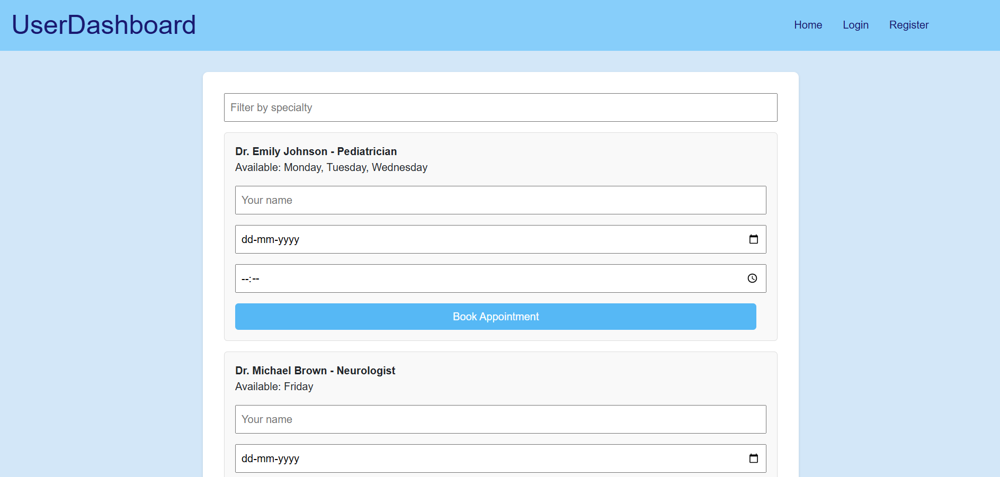 UserDashboard
Home Login Register
Filter by specialty
Dr. Emily Johnson - Pediatrician
Available: Monday, Tuesday, Wednesday
Your name
dd-mm-yyyy
--:--
Book Appointment
Dr. Michael Brown - Neurologist
Available: Friday
Your name
dd-mm-yyyy